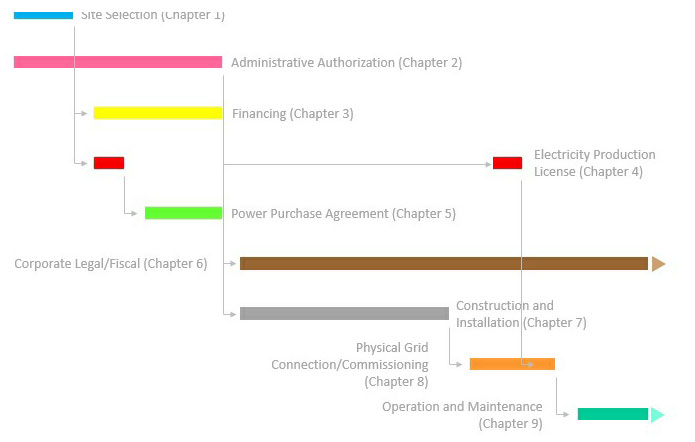 Site Selection (Chapter 1)
Administrative Authorization (Chapter 2)
Financing (Chapter 3)
Electricity Production
License (Chapter 4)
Power Purchase Agreement (Chapter 5)
Corporate Legal/Fiscal (Chapter 6)
Construction and
Installation (Chapter 7)
Physical Grid
Connection/Commissioning
(Chapter 8)
Operation and Maintenance
(Chapter 9)